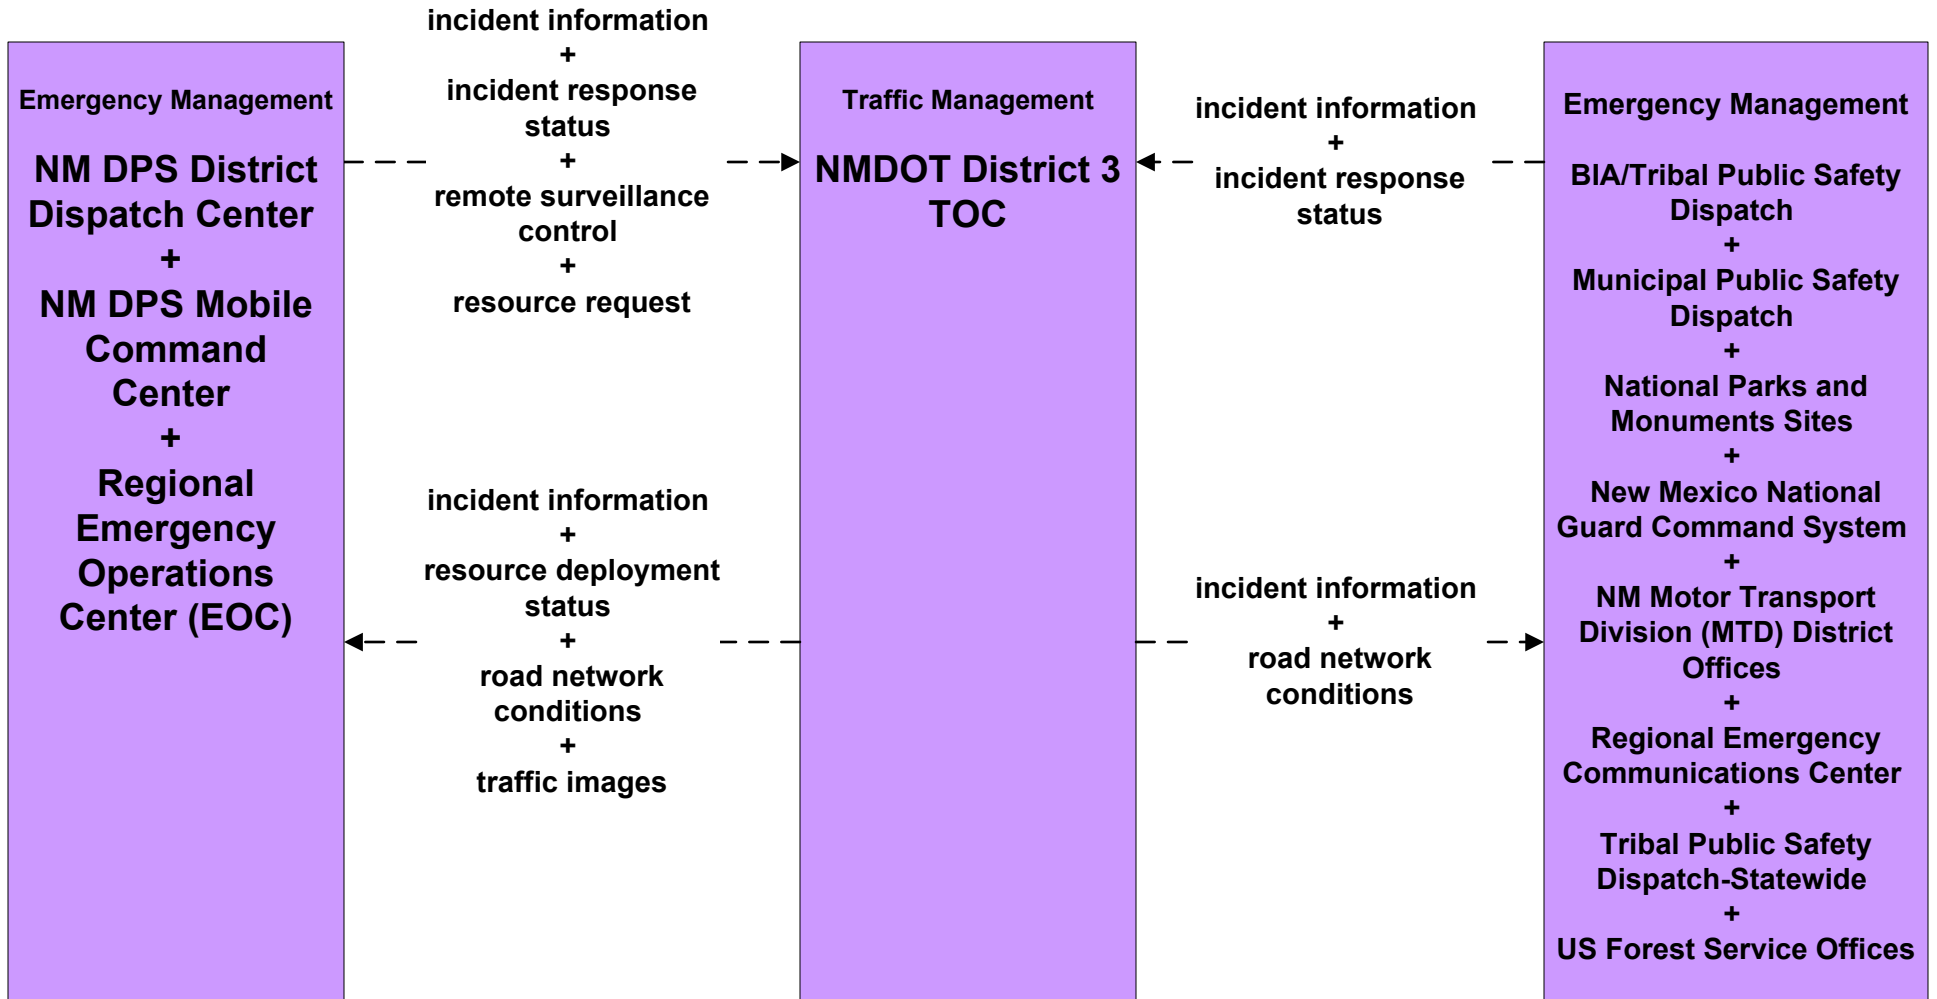 Emergency Management
NM DPS District
Dispatch Center
+
NM DPS Mobile
Command
Center
+
Regional
Emergency
Operations
Center (EOC)
incident information
+
incident response
status
+
remote surveillance
control
+
resource request
incident information
+
resource deployment
status
+
road network
conditions
+
traffic images
Traffic Management
NMDOT District 3
TOC
incident information
+
incident response
status
incident information
+
road network
conditions
Emergency Management
BIA/Tribal Public Safety
Dispatch
+
Municipal Public Safety
Dispatch
+
National Parks and
Monuments Sites
+
New Mexico National
Guard Command System
+
NM Motor Transport
Division (MTD) District
Offices
+
Regional Emergency
Communications Center
+
Tribal Public Safety
Dispatch-Statewide
+
US Forest Service Offices